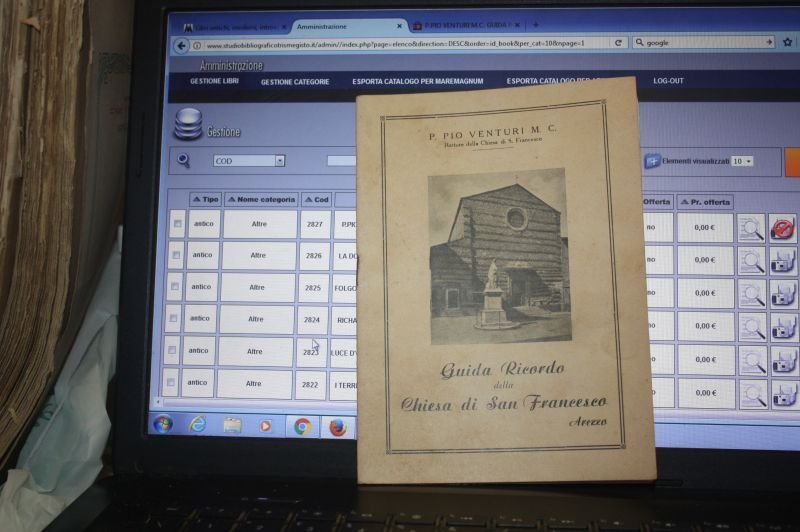 Libri antichi, moderni, introv...
Amministrazione
P.PIO VENTURI M.C. GUIDA
www.studiobibliograficotrismegisto.it/admin//index.php?page=elenco&direction=DESC&order=id_book&per_cat=10&npage=1
google
Amministrazione
GESTIONE LIBRI
GESTIONE CATEGORIE
ESPORTA CATALOGO PER MAREMAGNUM
ESPORTA CATALOGO PER
LOG-OUT
Gestione
COD
Elementi visualizzati 10
Tipo Nome categoria Cod Offerta Pr. offerta
antico Altre 2827 P.PIO no 0,00 €
antico Altre 2826 LA DO no 0,00 €
antico Altre 2825 FOLGO no 0,00 €
antico Altre 2824 RICHA no 0,00 €
antico Altre 2823 LUCE D' no 0,00 €
antico Altre 2822 I TERRE no 0,00 €
P. PIO VENTURI M. C.
Rettore della Chiesa di S. Francesco
Guida Ricordo
della
Chiesa di San Francesco
Arezzo